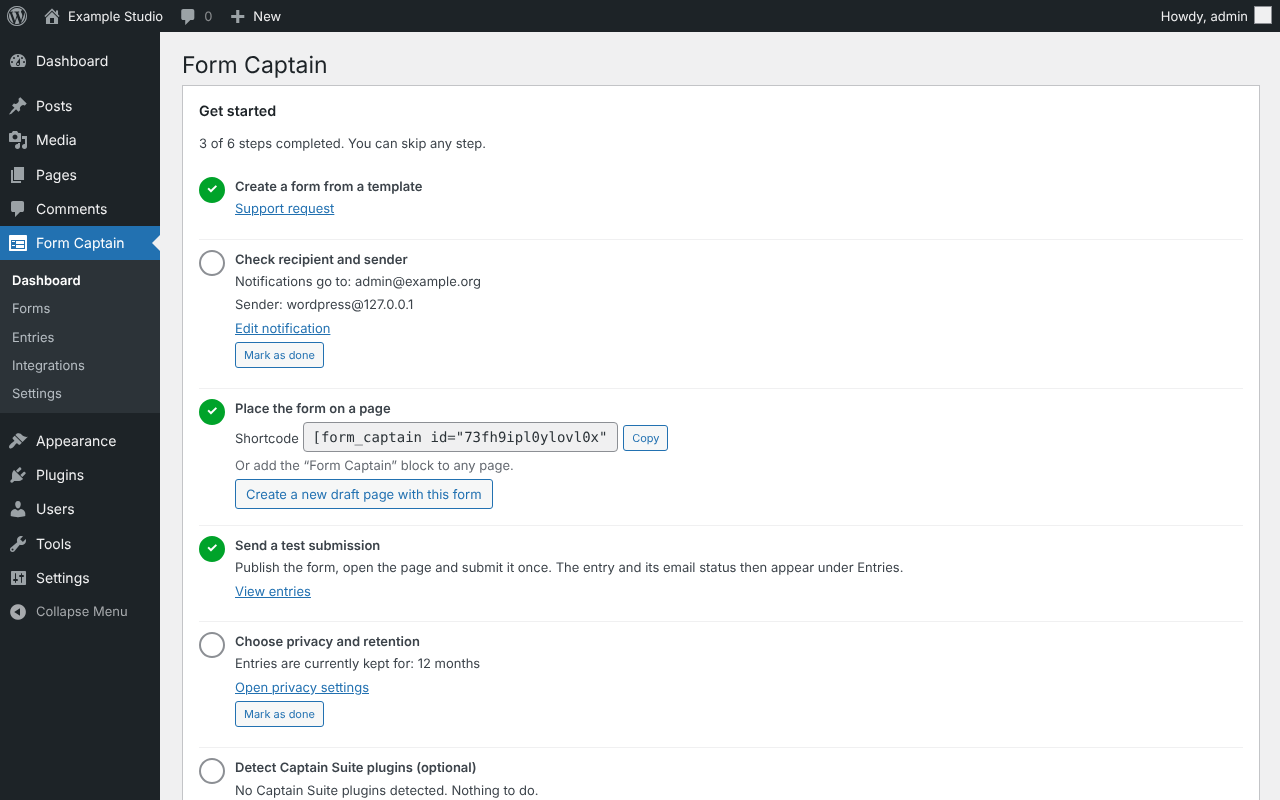 Example Studio 0 New Howdy, admin
Dashboard
Posts
Media
Pages
Comments
Form Captain
Dashboard
Forms
Entries
Integrations
Settings
Appearance
Plugins
Users
Tools
Settings
Collapse Menu
Form Captain
Get started
3 of 6 steps completed. You can skip any step.
Create a form from a template
Support request
Check recipient and sender
Notifications go to: admin@example.org
Sender: wordpress@127.0.0.1
Edit notification
Mark as done
Place the form on a page
Shortcode [form_captain id="73fh9ipl0ylovl0x" Copy
Or add the “Form Captain” block to any page.
Create a new draft page with this form
Send a test submission
Publish the form, open the page and submit it once. The entry and its email status then appear under Entries.
View entries
Choose privacy and retention
Entries are currently kept for: 12 months
Open privacy settings
Mark as done
Detect Captain Suite plugins (optional)
No Captain Suite plugins detected. Nothing to do.